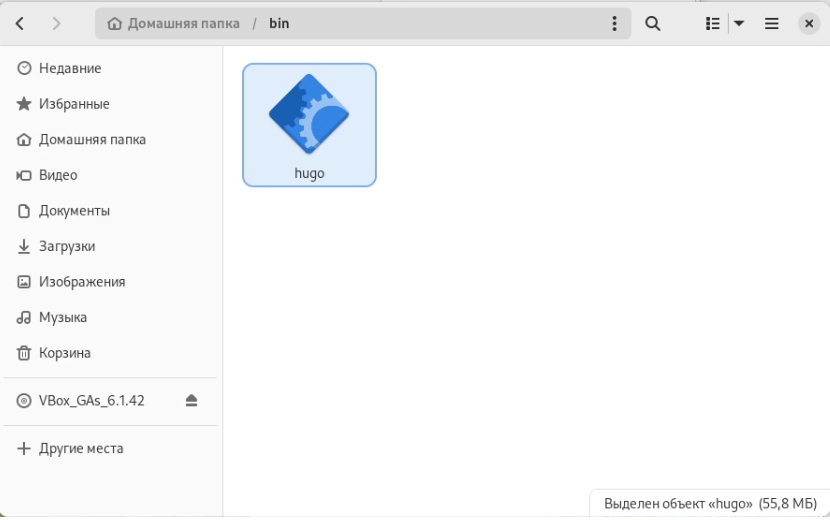 Домашняя папка / bin
Недавние
Избранные
Домашняя папка
Видео
Документы
Загрузки
Изображения
Музыка
Корзина
VBox_GAs_6.1.42
Другие места
hugo
Выделен объект «hugo» (55,8 МБ)